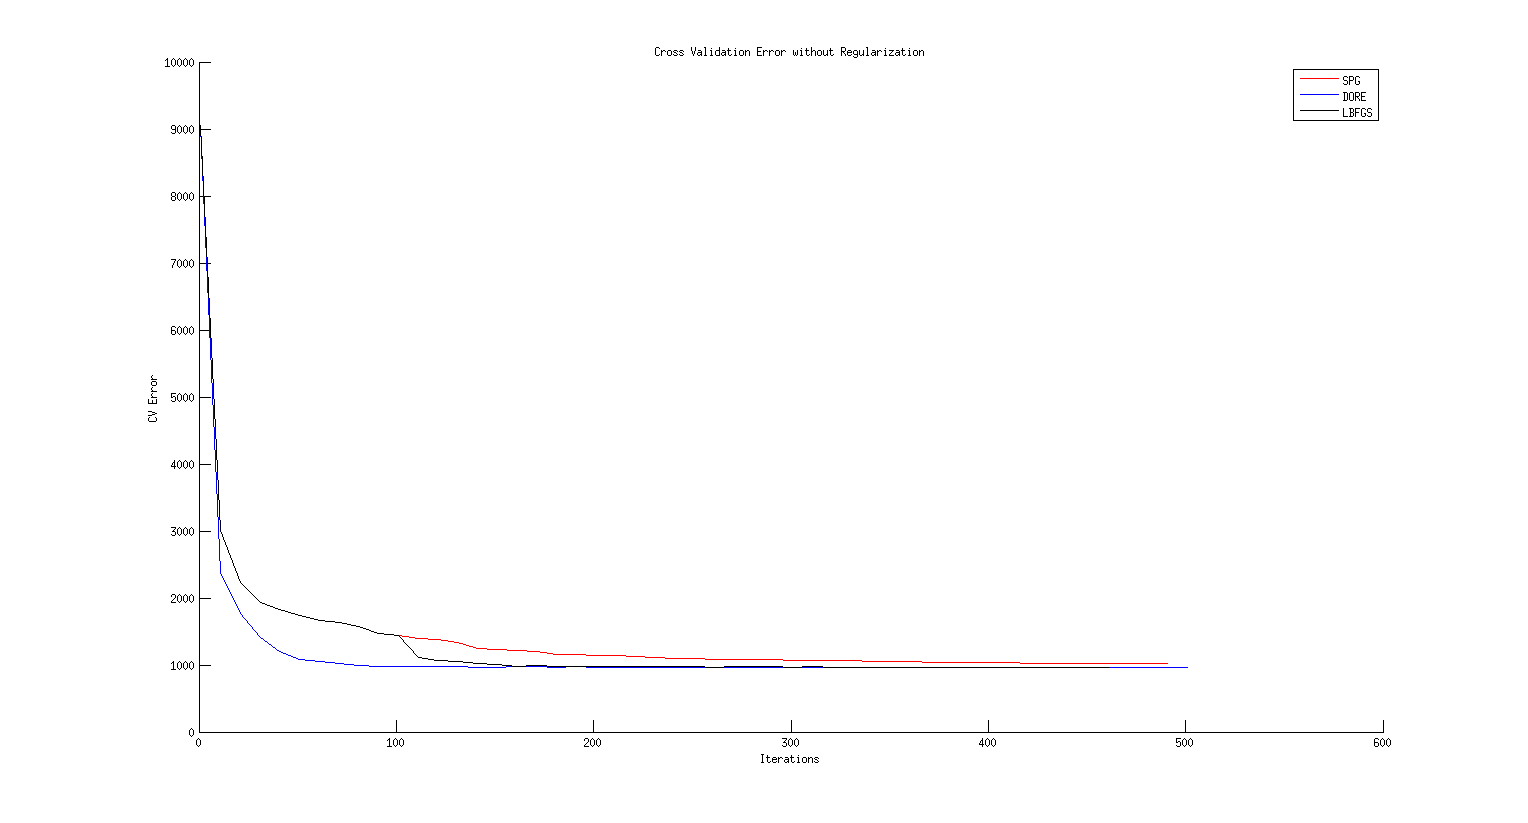 Cross Validation Error without Regularization
10000
9000
8000
7000
6000
5000
4000
3000
2000
1000
0
CV Error
SPG
DORE
LBFGS
0 100 200 300 400 500 600
Iterations